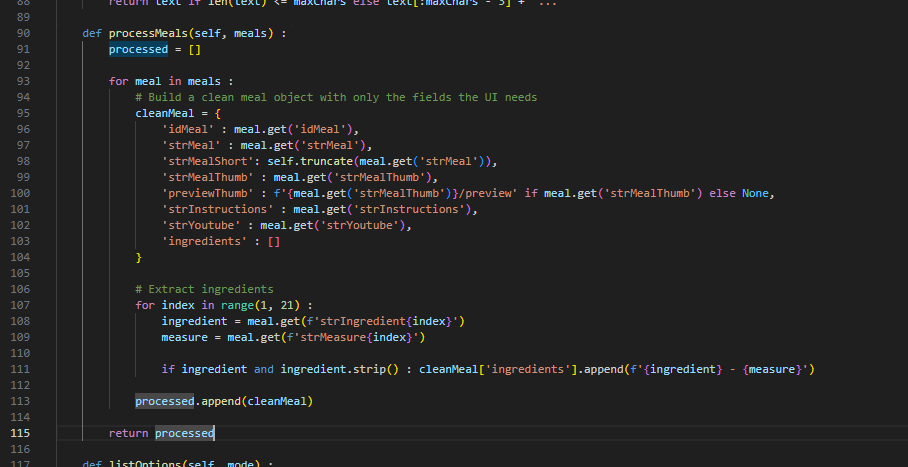 88 return text if len(text) <= maxChars else text[:maxChars - 3] + "..."
89
90 def processMeals(self, meals) :
91 processed = []
92
93 for meal in meals :
94 # Build a clean meal object with only the fields the UI needs
95 cleanMeal = {
96 'idMeal' : meal.get('idMeal'),
97 'strMeal' : meal.get('strMeal'),
98 'strMealShort': self.truncate(meal.get('strMeal')),
99 'strMealThumb' : meal.get('strMealThumb'),
100 'previewThumb' : f'{meal.get('strMealThumb')}/preview' if meal.get('strMealThumb') else None,
101 'strInstructions' : meal.get('strInstructions'),
102 'strYoutube' : meal.get('strYoutube'),
103 'ingredients' : []
104 }
105
106 # Extract ingredients
107 for index in range(1, 21) :
108 ingredient = meal.get(f'strIngredient{index}')
109 measure = meal.get(f'strMeasure{index}')
110
111 if ingredient and ingredient.strip() : cleanMeal['ingredients'].append(f'{ingredient} - {measure}')
112
113 processed.append(cleanMeal)
114
115 return processed
116
117 def listOptions(self, mode) :